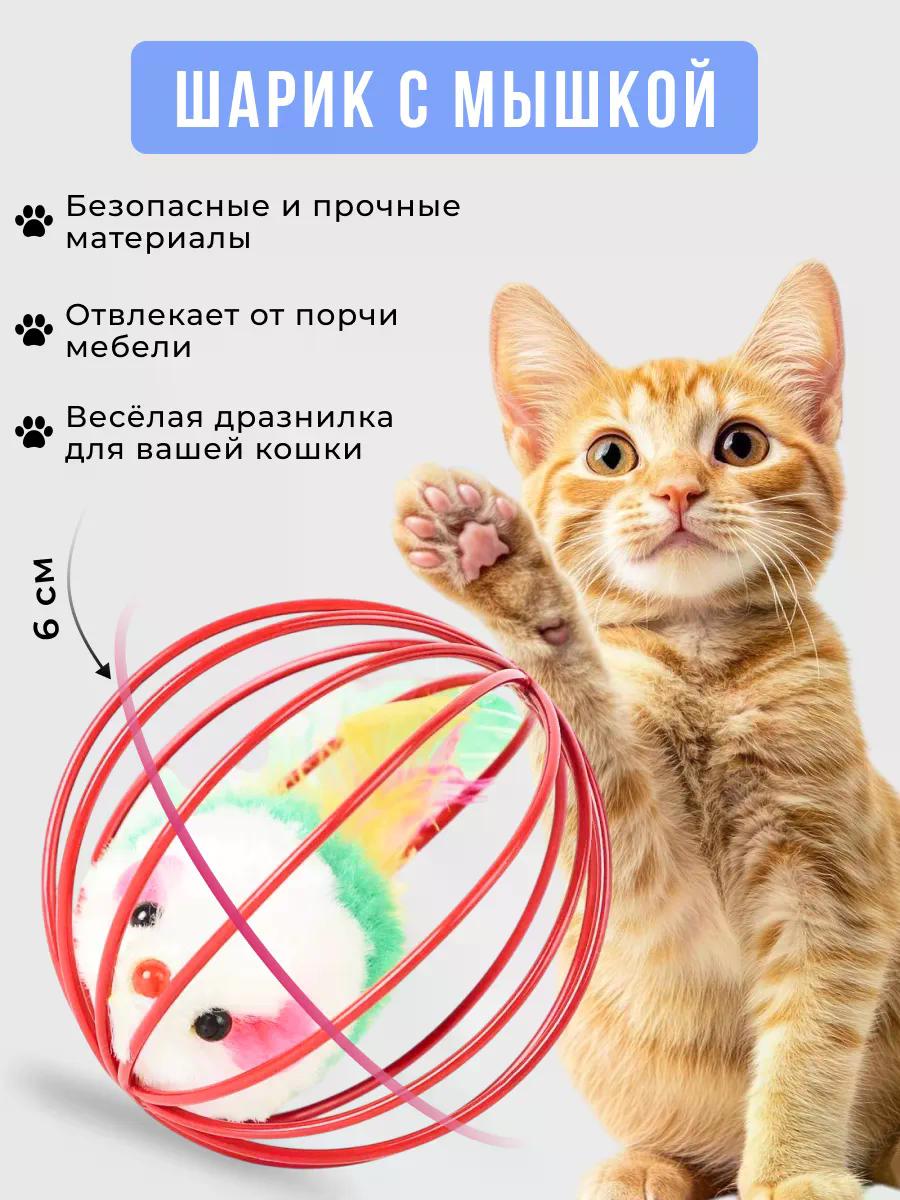 ШАРИК С МЫШКОЙ
Безопасные и прочные
материалы
Отвлекает от порчи
мебели
Весёлая дразнилка
для вашей кошки
6 см